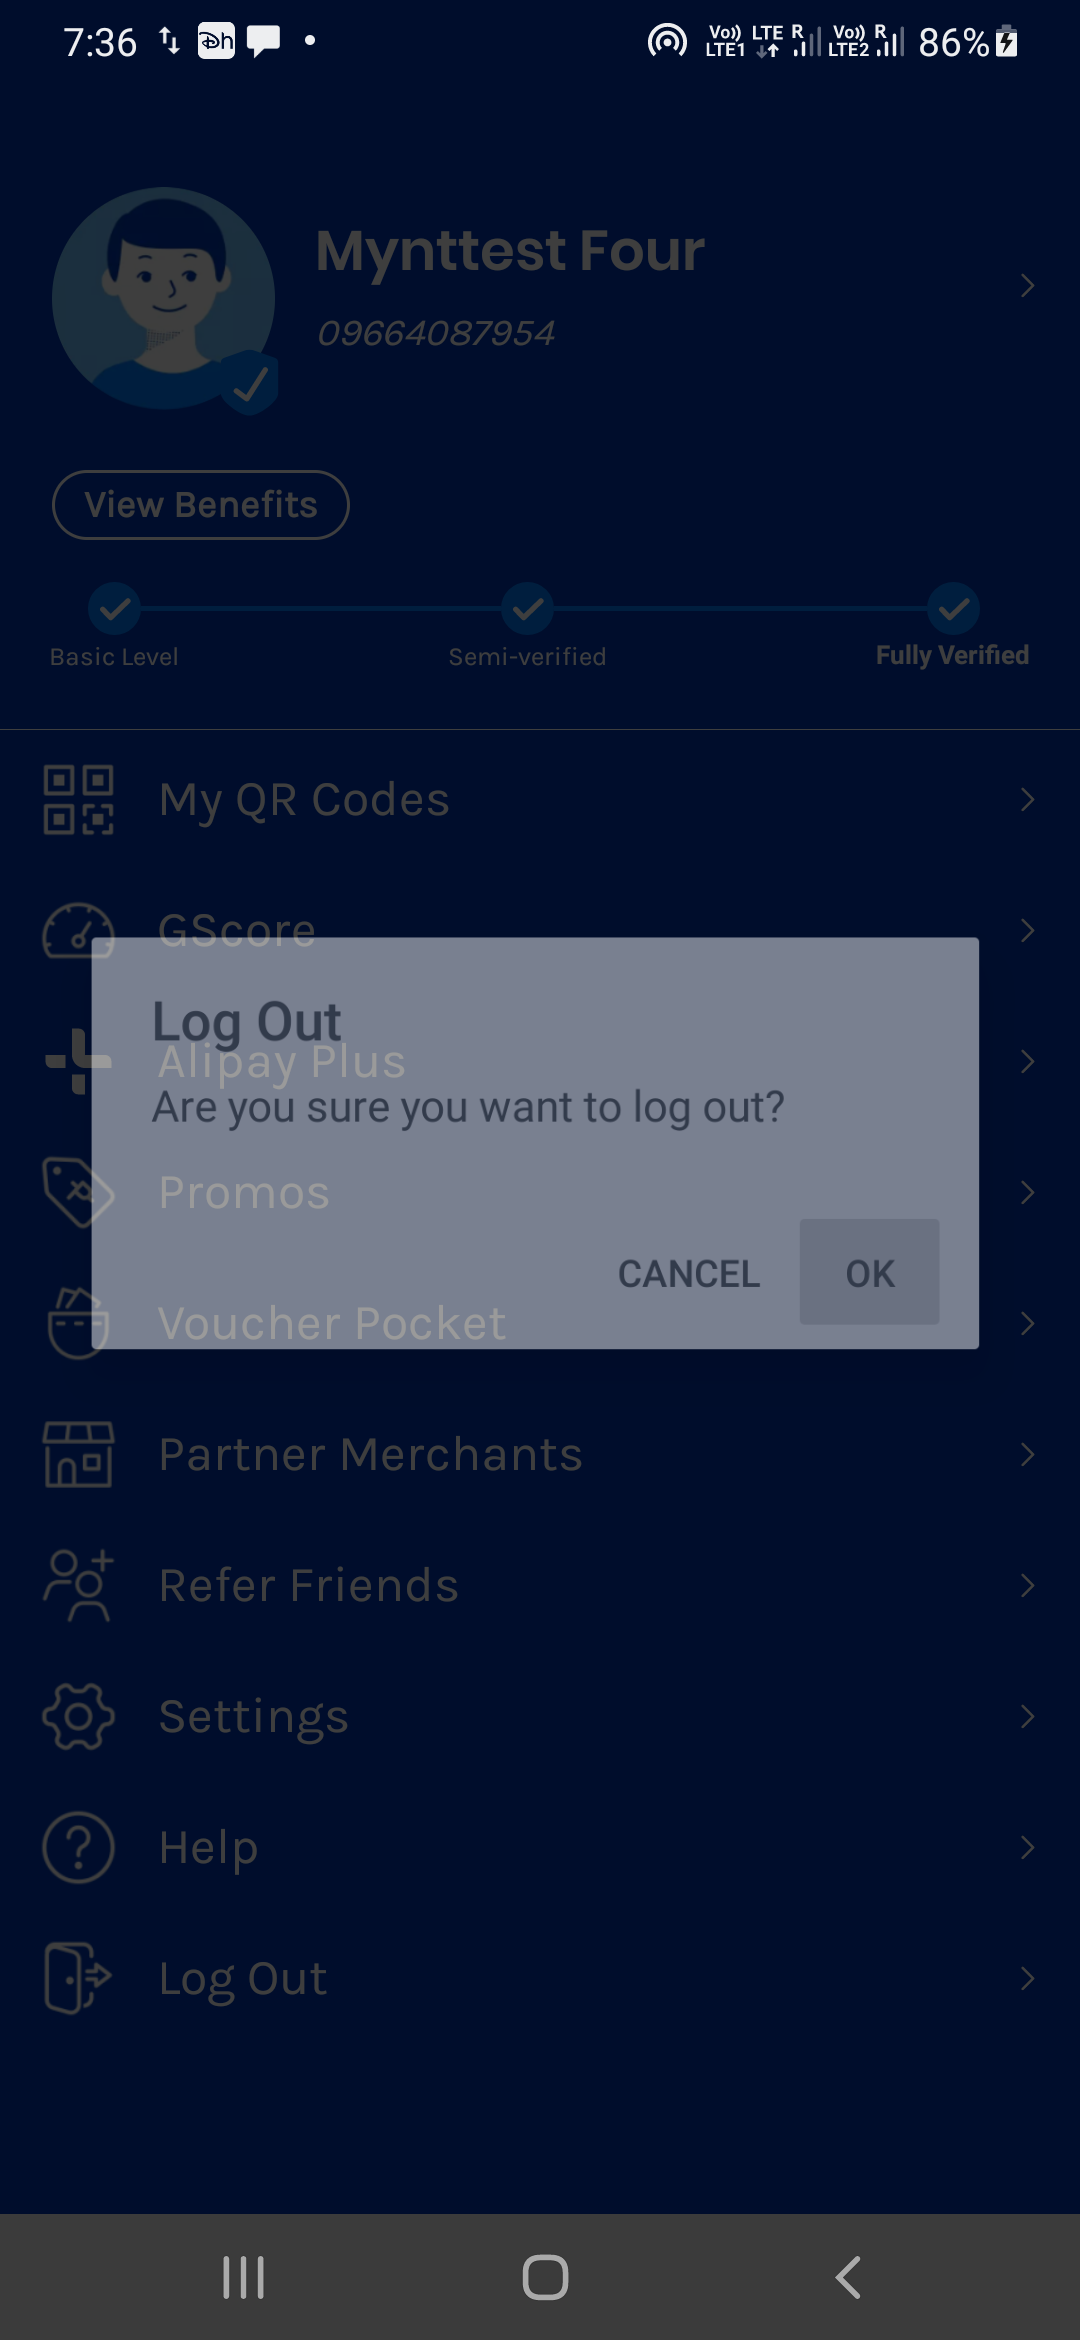 7:36
Dh
Vo)) LTE1 LTE R Vo)) LTE2 R 86%
Mynttest Four
09664087954
View Benefits
Basic Level Semi-verified Fully Verified
My QR Codes
GScore
Log Out
Alipay Plus
Are you sure you want to log out?
Promos
CANCEL OK
Voucher Pocket
Partner Merchants
Refer Friends
Settings
Help
Log Out